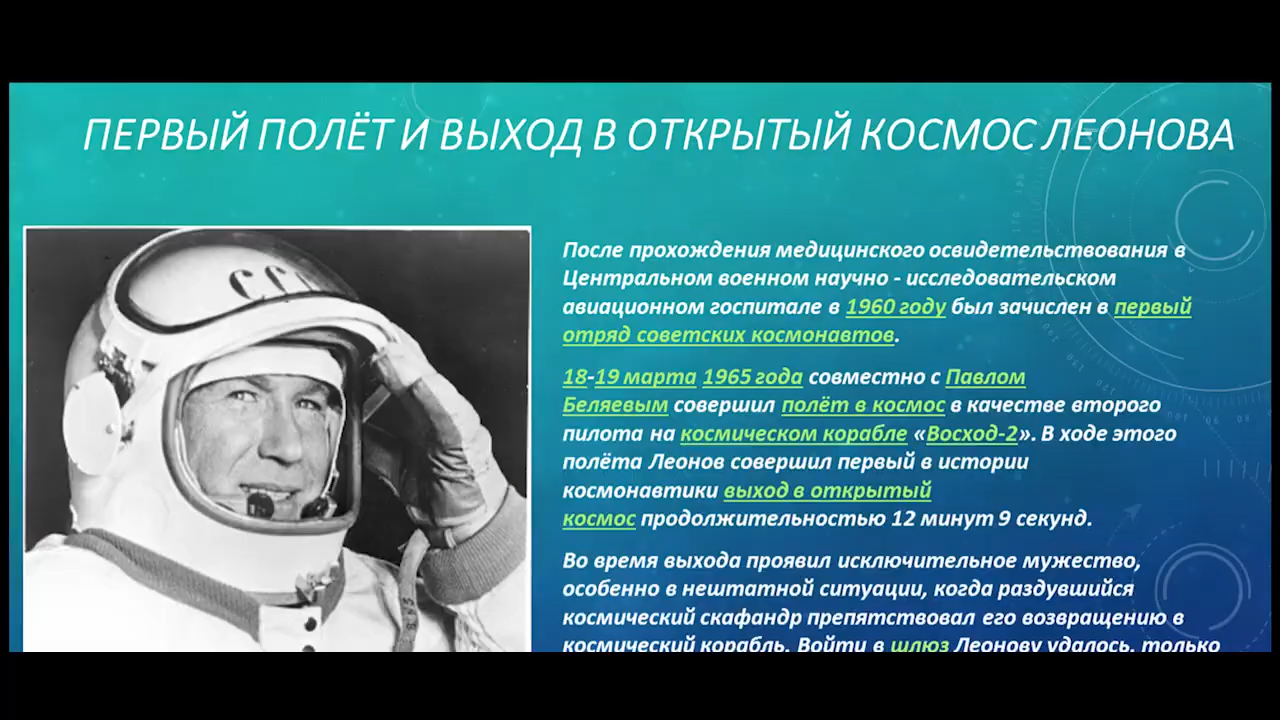 ПЕРВЫЙ ПОЛЁТ И ВЫХОД В ОТКРЫТЫЙ КОСМОС ЛЕОНОВА
После прохождения медицинского освидетельствования в
Центральном военном научно - исследовательском
авиационном госпитале в 1960 году был зачислен в первый
отряд советских космонавтов.
18-19 марта 1965 года совместно с Павлом
Беляевым совершил полёт в космос в качестве второго
пилота на космическом корабле «Восход-2». В ходе этого
полёта Леонов совершил первый в истории
космонавтики выход в открытый
космос продолжительностью 12 минут 9 секунд.
Во время выхода проявил исключительное мужество,
особенно в нештатной ситуации, когда раздувшийся
космический скафандр препятствовал его возвращению в
космический корабль. Войти в шлюз Леонову удалось, только